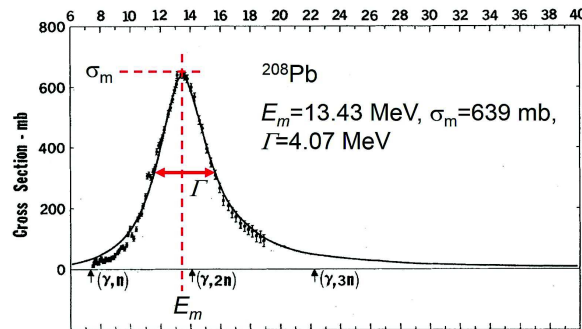 6 8 10 12 14 16 18 20 22 24 26 28 30 32 34 36 38 40
800
σm
²⁰⁸Pb
600
Em=13.43 MeV, σm=639 mb,
Γ=4.07 MeV
400
Γ
200
0
Cross Section - mb
(γ,n) (γ,2n) (γ,3n)
Em